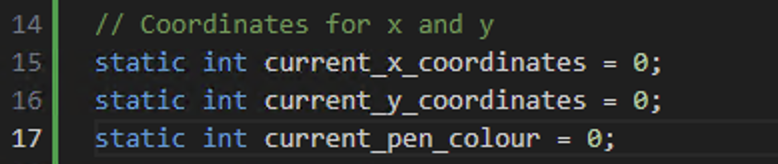 14 // Coordinates for x and y
15 static int current_x_coordinates = 0;
16 static int current_y_coordinates = 0;
17 static int current_pen_colour = 0;